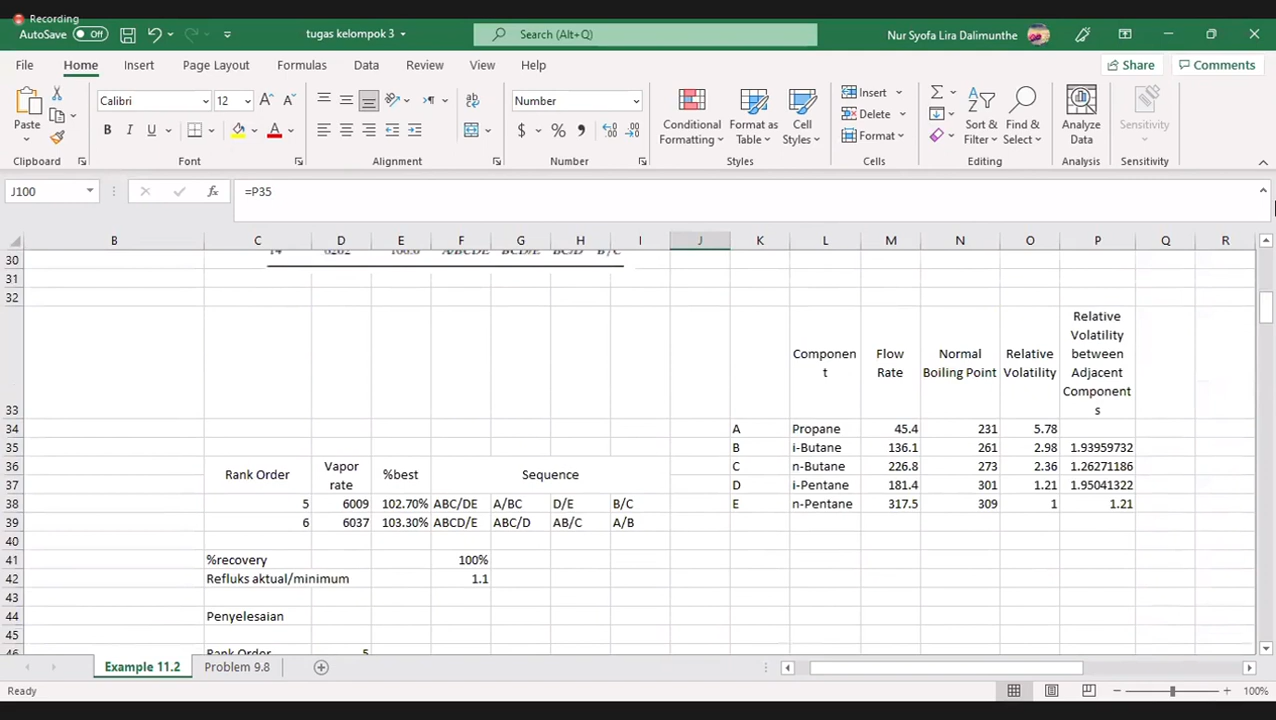 Recording
AutoSave Off tugas kelompok 3 Search (Alt+Q) Nur Syofa Lira Dalimunthe
File Home Insert Page Layout Formulas Data Review View Help Share Comments
Paste Calibri 12 Number Conditional Formatting Format as Table Cell Styles Insert Delete Format Sort & Filter Find & Select Analyze Data Sensitivity
Clipboard Font Alignment Number Styles Cells Editing Analysis Sensitivity
J100 fx =P35
B C D E F G H I J K L M N O P Q R
30 14 6262 A/BCDE BCD/E BC/D B/C
31
32
33 Component Flow Rate Normal Boiling Point Relative Volatility Relative Volatility between Adjacent Components
34 A Propane 45.4 231 5.78
35 B i-Butane 136.1 261 2.98 1.93959732
36 Rank Order Vapor rate %best Sequence C n-Butane 226.8 273 2.36 1.26271186
37 D i-Pentane 181.4 301 1.21 1.95041322
38 5 6009 102.70% ABC/DE A/BC D/E B/C E n-Pentane 317.5 309 1 1.21
39 6 6037 103.30% ABCD/E ABC/D AB/C A/B
40
41 %recovery 100%
42 Refluks aktual/minimum 1.1
43
44 Penyelesaian
45
46 Rank Order 5
Example 11.2 Problem 9.8
Ready 100%